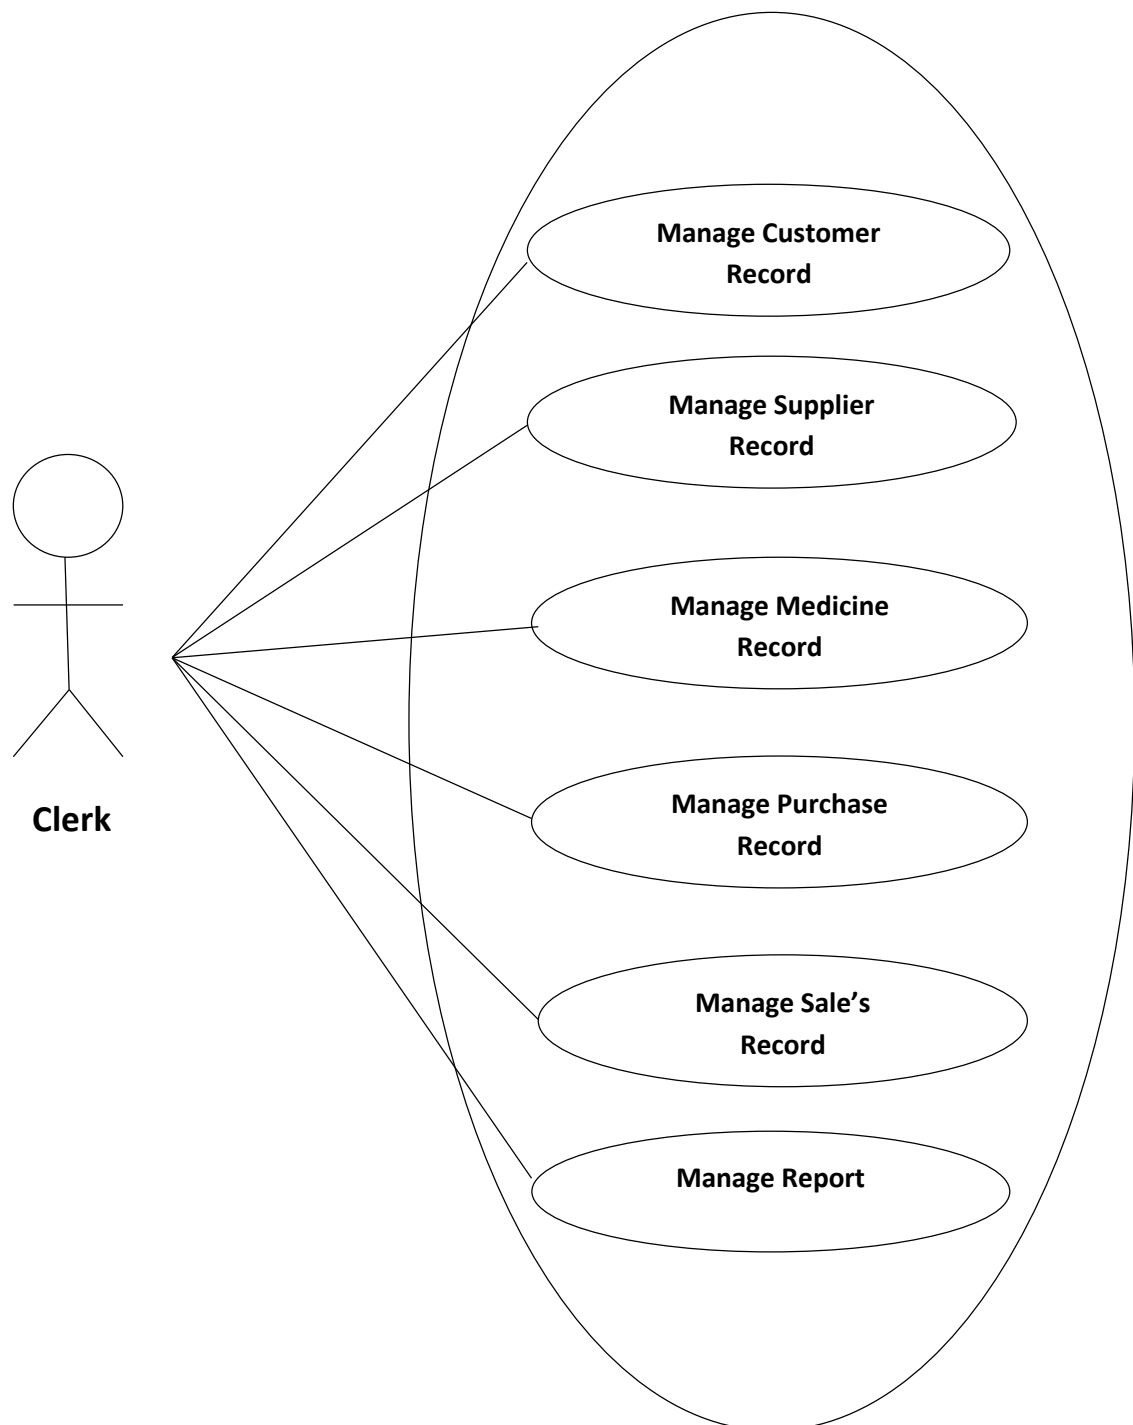 Manage Customer
Record
Manage Supplier
Record
Manage Medicine
Record
Manage Purchase
Record
Clerk
Manage Sale’s
Record
Manage Report